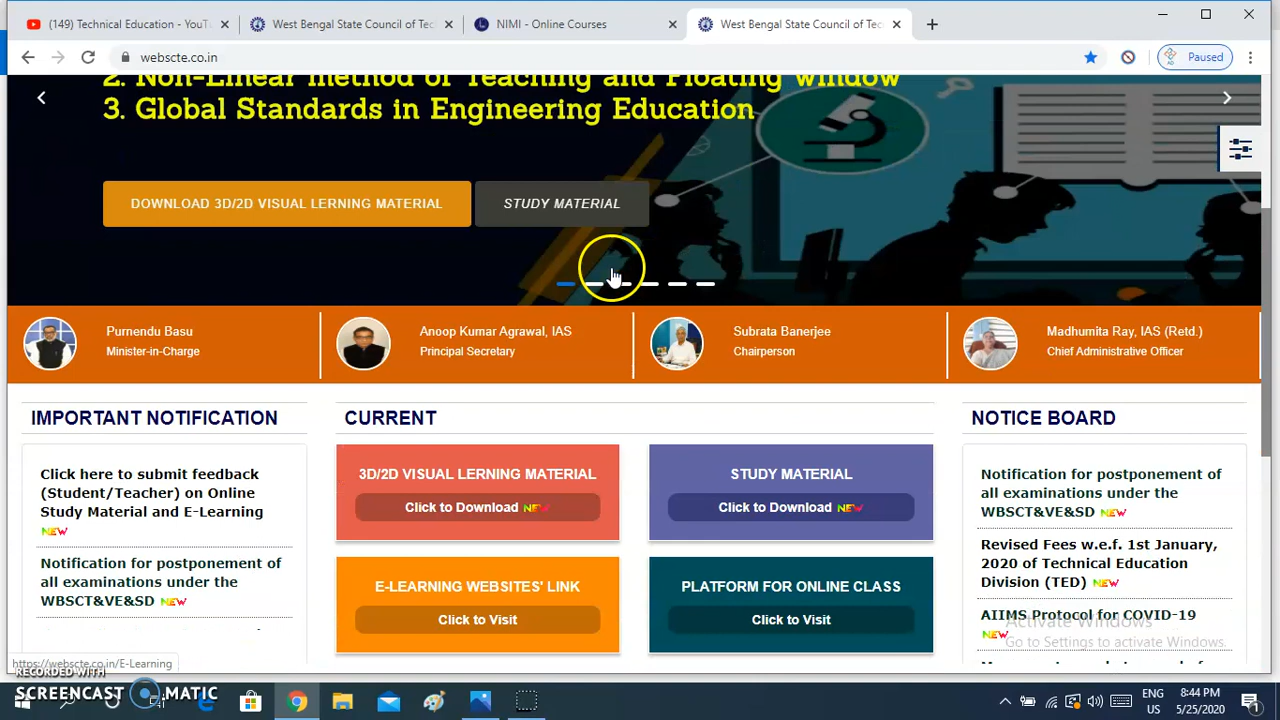 (149) Technical Education - YouT
West Bengal State Council of Tec
NIMI - Online Courses
West Bengal State Council of Tec
webscte.co.in
Paused
2. Non-Linear method of Teaching and Floating window
3. Global Standards in Engineering Education
DOWNLOAD 3D/2D VISUAL LERNING MATERIAL
STUDY MATERIAL
Purnendu Basu
Minister-in-Charge
Anoop Kumar Agrawal, IAS
Principal Secretary
Subrata Banerjee
Chairperson
Madhumita Ray, IAS (Retd.)
Chief Administrative Officer
IMPORTANT NOTIFICATION
Click here to submit feedback
(Student/Teacher) on Online
Study Material and E-Learning
NEW
Notification for postponement of
all examinations under the
WBSCT&VE&SD NEW
CURRENT
3D/2D VISUAL LERNING MATERIAL
Click to Download NEW
STUDY MATERIAL
Click to Download NEW
E-LEARNING WEBSITES' LINK
Click to Visit
PLATFORM FOR ONLINE CLASS
Click to Visit
NOTICE BOARD
Notification for postponement of
all examinations under the
WBSCT&VE&SD NEW
Revised Fees w.e.f. 1st January,
2020 of Technical Education
Division (TED) NEW
AIIMS Protocol for COVID-19
NEW
Activate Windows
Go to Settings to activate Windows.
https://webscte.co.in/E-Learning
RECORDED WITH
SCREENCAST MATIC
ENG
US
8:44 PM
5/25/2020